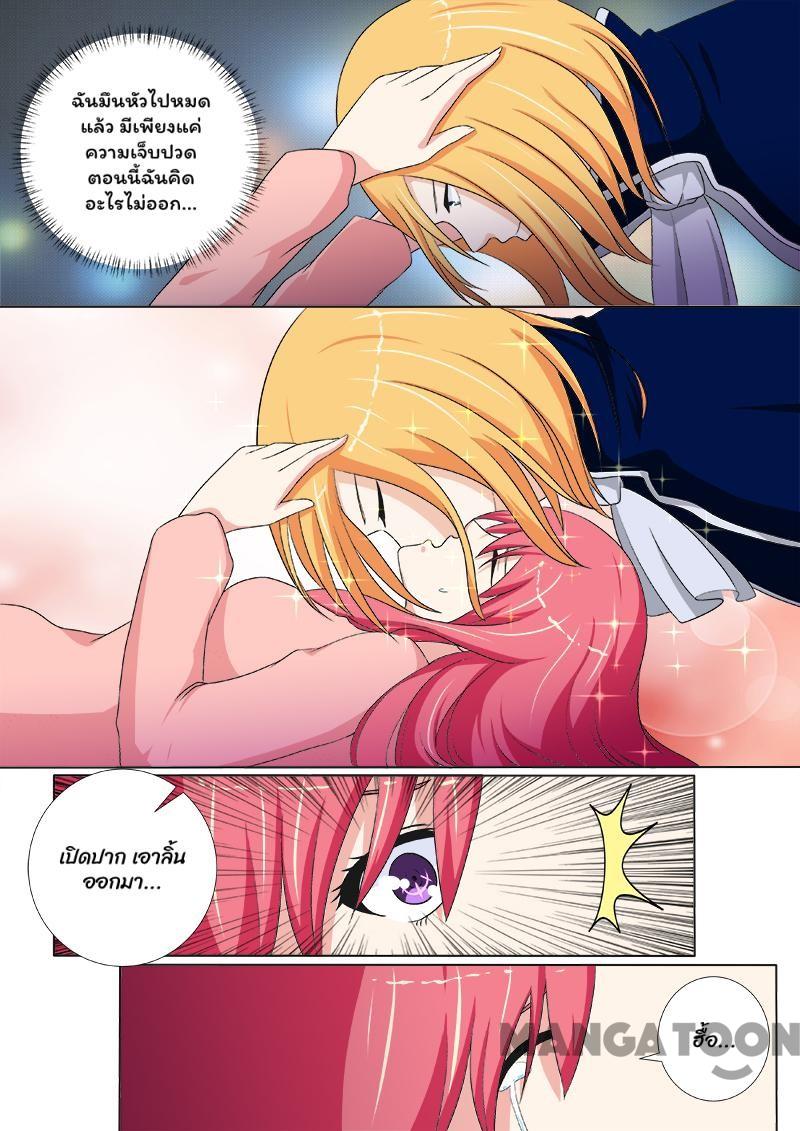 ฉันมึนหัวไปหมด
แล้ว มีเพียงแค่
ความเจ็บปวด
ตอนนี้ฉันคิด
อะไรไม่ออก...
เปิดปาก เอาลิ้น
ออกมา...
ฮื้อ...
MANGATOON